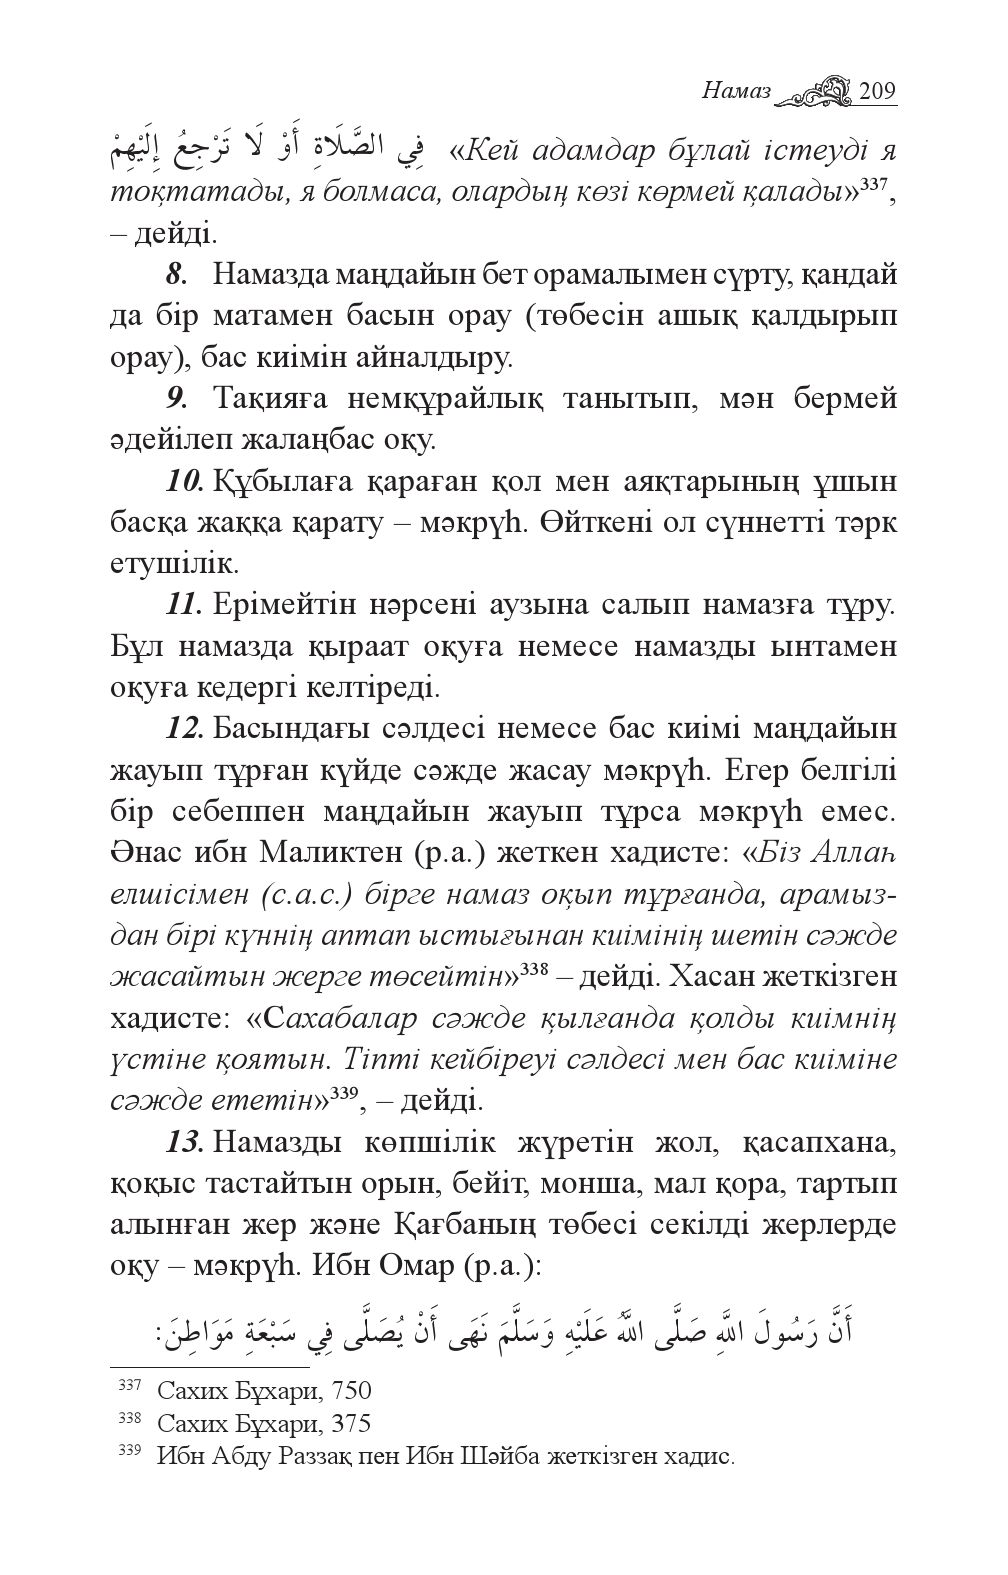 Намаз 209
فِي الصَّلَاةِ أَوْ لَا تَرْجِعُ إِلَيْهِمْ «Кей адамдар бұлай істеуді я
тоқтатады, я болмаса, олардың көзі көрмей қалады»³³⁷,
– дейді.
8. Намазда маңдайын бет орамалымен сүрту, қандай
да бір матамен басын орау (төбесін ашық қалдырып
орау), бас киімін айналдыру.
9. Тақияға немқұрайлық танытып, мән бермей
әдейілеп жалаңбас оқу.
10. Құбылаға қараған қол мен аяқтарының ұшын
басқа жаққа қарату – мәкрүһ. Өйткені ол сүннетті тәрк
етушілік.
11. Ерімейтін нәрсені аузына салып намазға тұру.
Бұл намазда қыраат оқуға немесе намазды ынтамен
оқуға кедергі келтіреді.
12. Басындағы сәлдесі немесе бас киімі маңдайын
жауып тұрған күйде сәжде жасау мәкрүһ. Егер белгілі
бір себеппен маңдайын жауып тұрса мәкрүһ емес.
Әнас ибн Маликтен (р.а.) жеткен хадисте: «Біз Аллаһ
елшісімен (с.а.с.) бірге намаз оқып тұрғанда, арамыз-
дан бірі күннің аптап ыстығынан киімінің шетін сәжде
жасайтын жерге төсейтін»³³⁸ – дейді. Хасан жеткізген
хадисте: «Сахабалар сәжде қылғанда қолды киімнің
үстіне қоятын. Тіпті кейбіреуі сәлдесі мен бас киіміне
сәжде ететін»³³⁹, – дейді.
13. Намазды көпшілік жүретін жол, қасапхана,
қоқыс тастайтын орын, бейіт, монша, мал қора, тартып
алынған жер және Қағбаның төбесі секілді жерлерде
оқу – мәкрүһ. Ибн Омар (р.а.):
أَنَّ رَسُولَ اللَّهِ صَلَّى اللَّهُ عَلَيْهِ وَسَلَّمَ نَهَى أَنْ يُصَلَّى فِي سَبْعَةِ مَوَاطِنَ:
337 Сахих Бұхари, 750
338 Сахих Бұхари, 375
339 Ибн Абду Раззақ пен Ибн Шәйба жеткізген хадис.